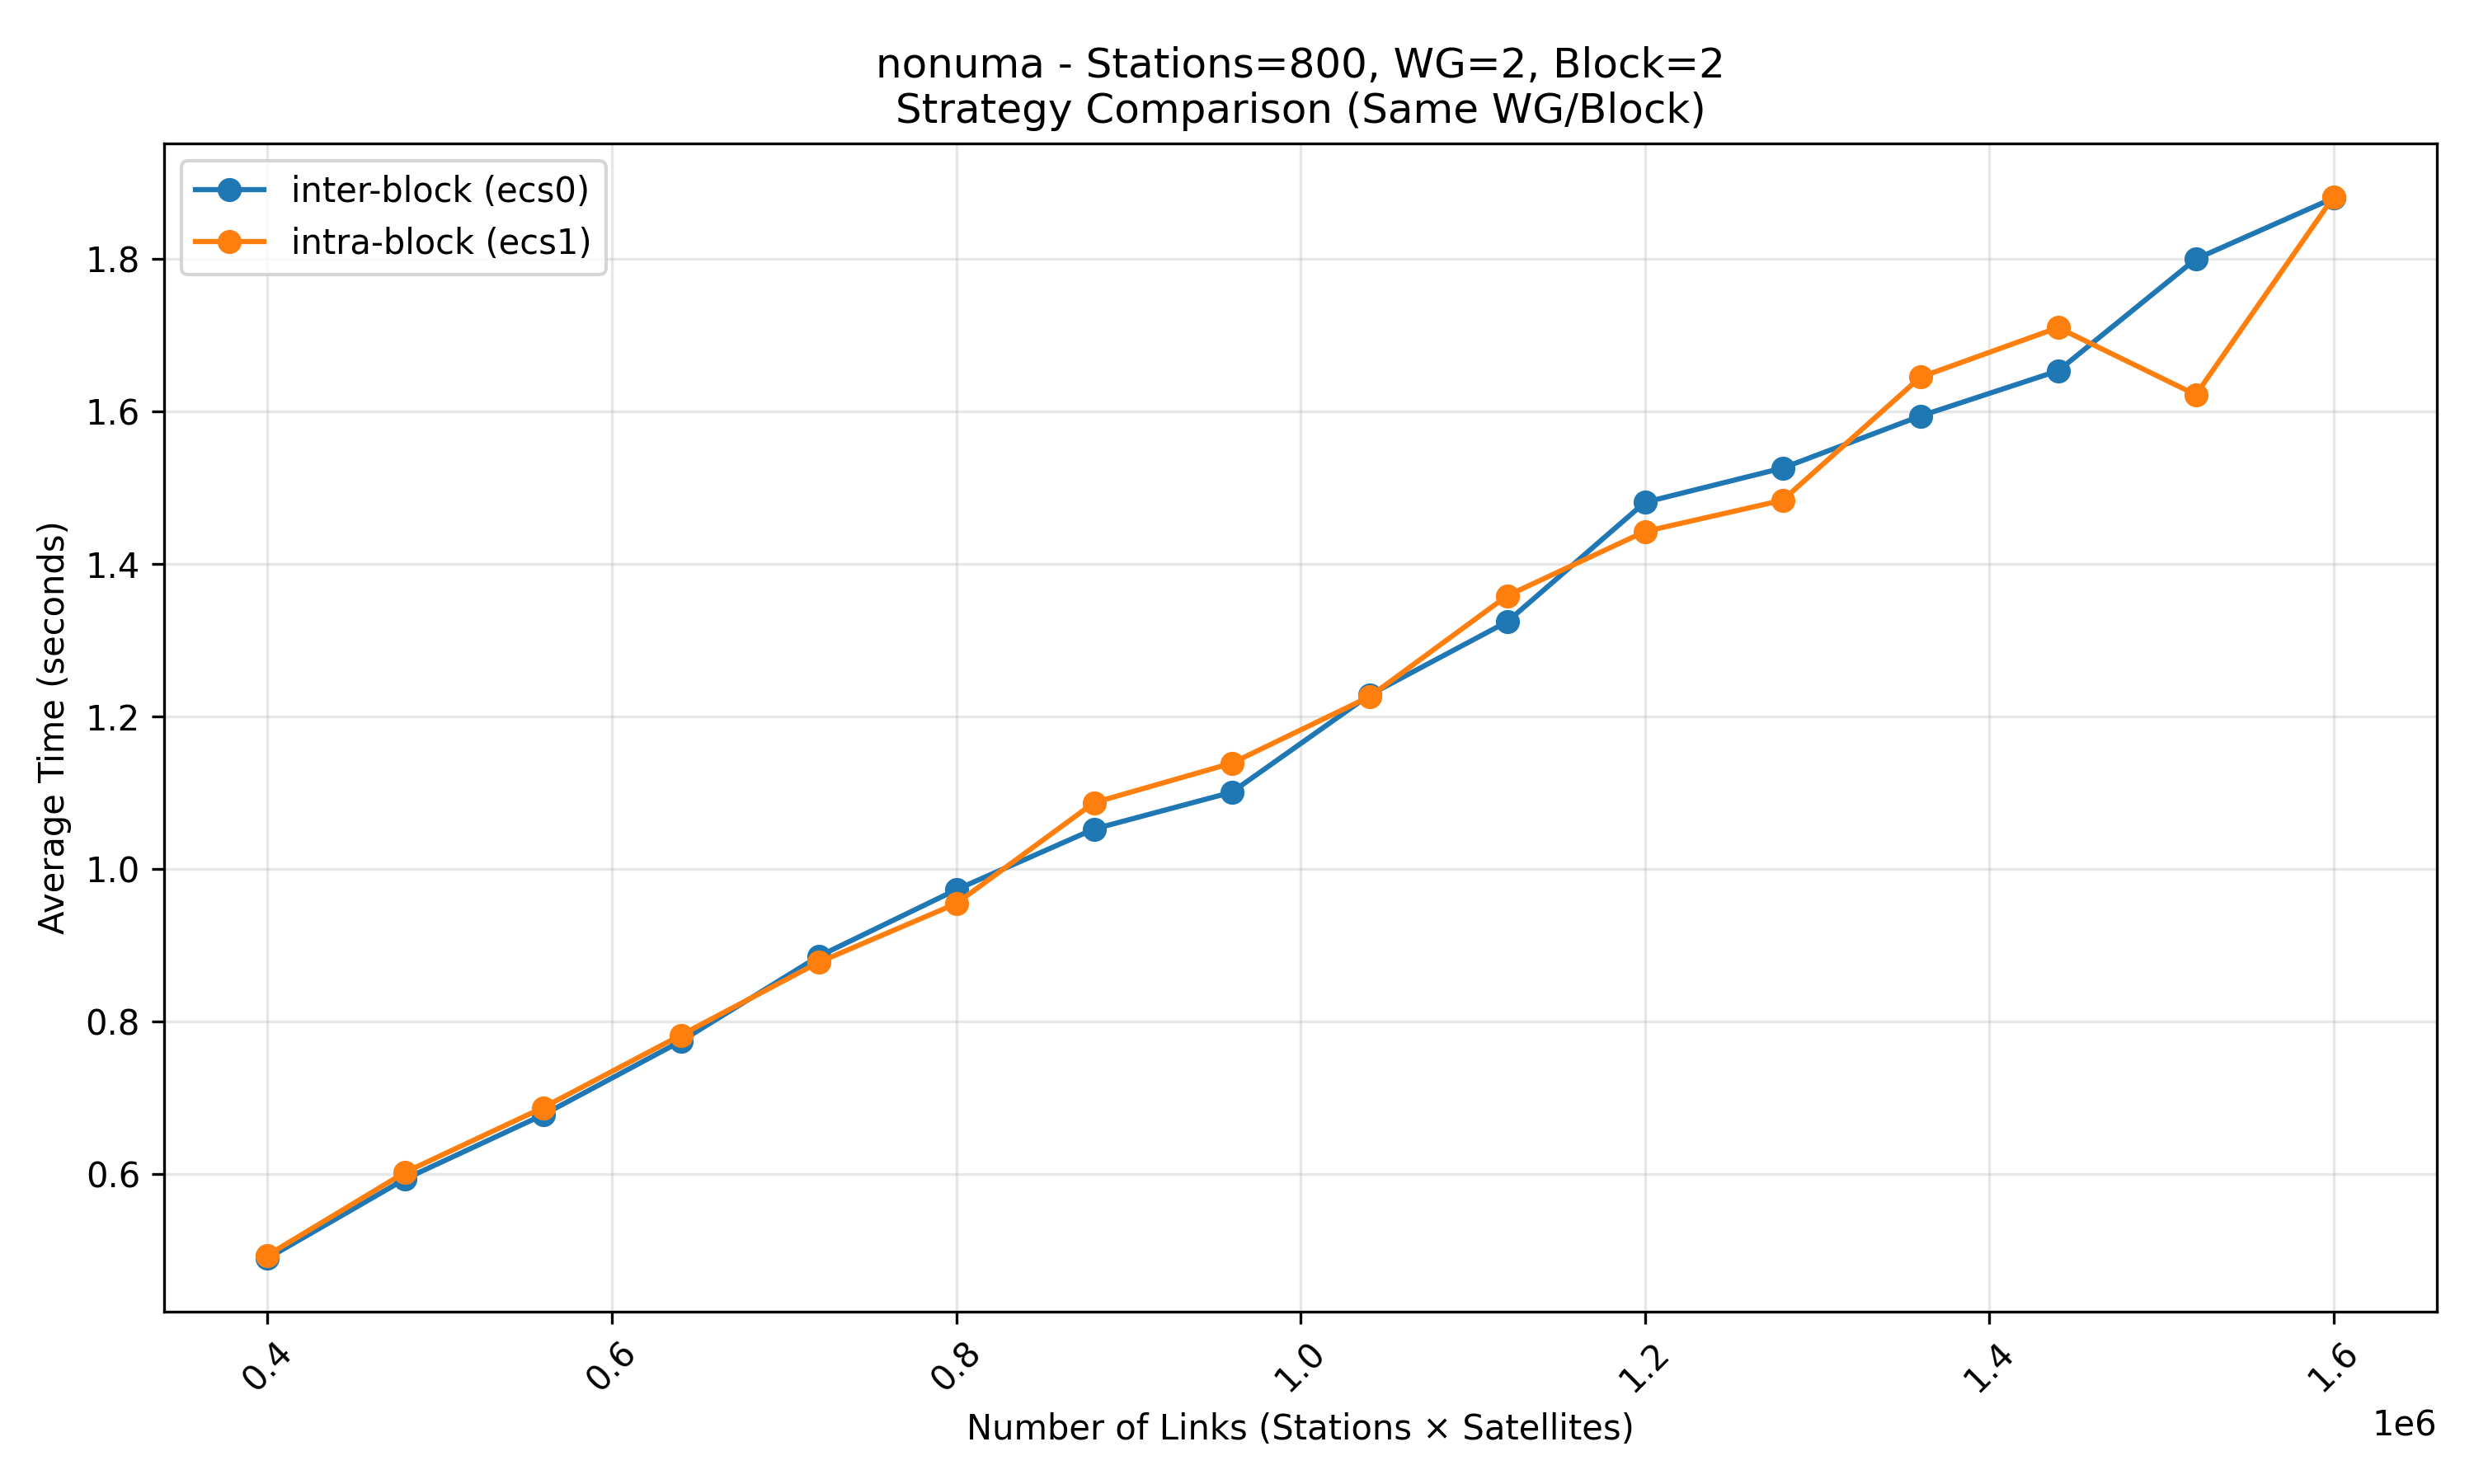 nonuma - Stations=800, WG=2, Block=2
Strategy Comparison (Same WG/Block)
inter-block (ecs0)
intra-block (ecs1)
Average Time (seconds)
1.8
1.6
1.4
1.2
1.0
0.8
0.6
0.4
0.6
0.8
1.0
1.2
1.4
1.6
1e6
Number of Links (Stations × Satellites)